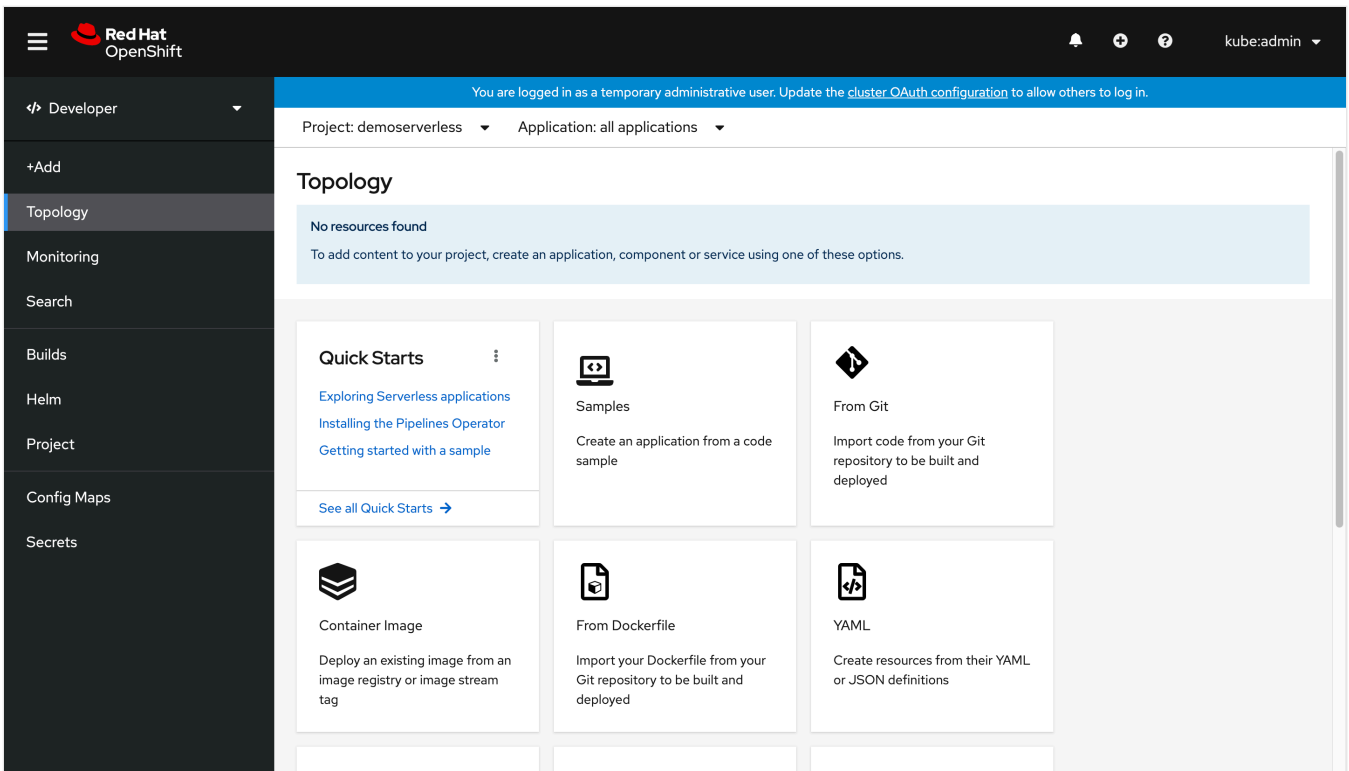 Red Hat
OpenShift
kube:admin
Developer
You are logged in as a temporary administrative user. Update the cluster OAuth configuration to allow others to log in.
Project: demoserverless
Application: all applications
+Add
Topology
Monitoring
Search
Builds
Helm
Project
Config Maps
Secrets
Topology
No resources found
To add content to your project, create an application, component or service using one of these options.
Quick Starts
Exploring Serverless applications
Installing the Pipelines Operator
Getting started with a sample
See all Quick Starts
Samples
Create an application from a code
sample
From Git
Import code from your Git
repository to be built and
deployed
Container Image
Deploy an existing image from an
image registry or image stream
tag
From Dockerfile
Import your Dockerfile from your
Git repository to be built and
deployed
YAML
Create resources from their YAML
or JSON definitions